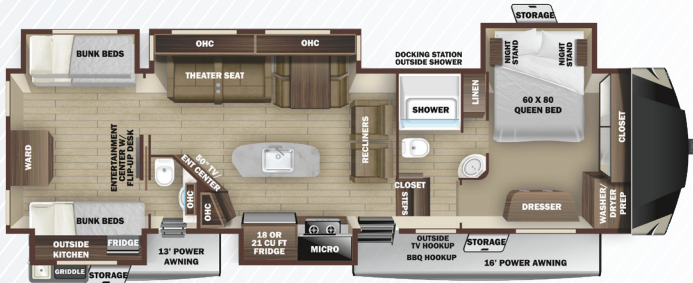 STORAGE
BUNK BEDS
OHC
OHC
THEATER SEAT
DOCKING STATION
OUTSIDE SHOWER
NIGHT
STAND
NIGHT
STAND
LINEN
SHOWER
60 X 80
QUEEN BED
CLOSET
WARD
ENTERTAINMENT
CENTER W/
FLIP-UP DESK
50" TV/
ENT CENTER
RECLINERS
OHC
OHC
CLOSET
STEPS
DRESSER
WASHER/
DRYER
PREP
BUNK BEDS
OUTSIDE
KITCHEN
FRIDGE
GRIDDLE
STORAGE
13' POWER
AWNING
18 OR
21 CU FT
FRIDGE
MICRO
OUTSIDE
TV HOOKUP
BBQ HOOKUP
STORAGE
16' POWER AWNING